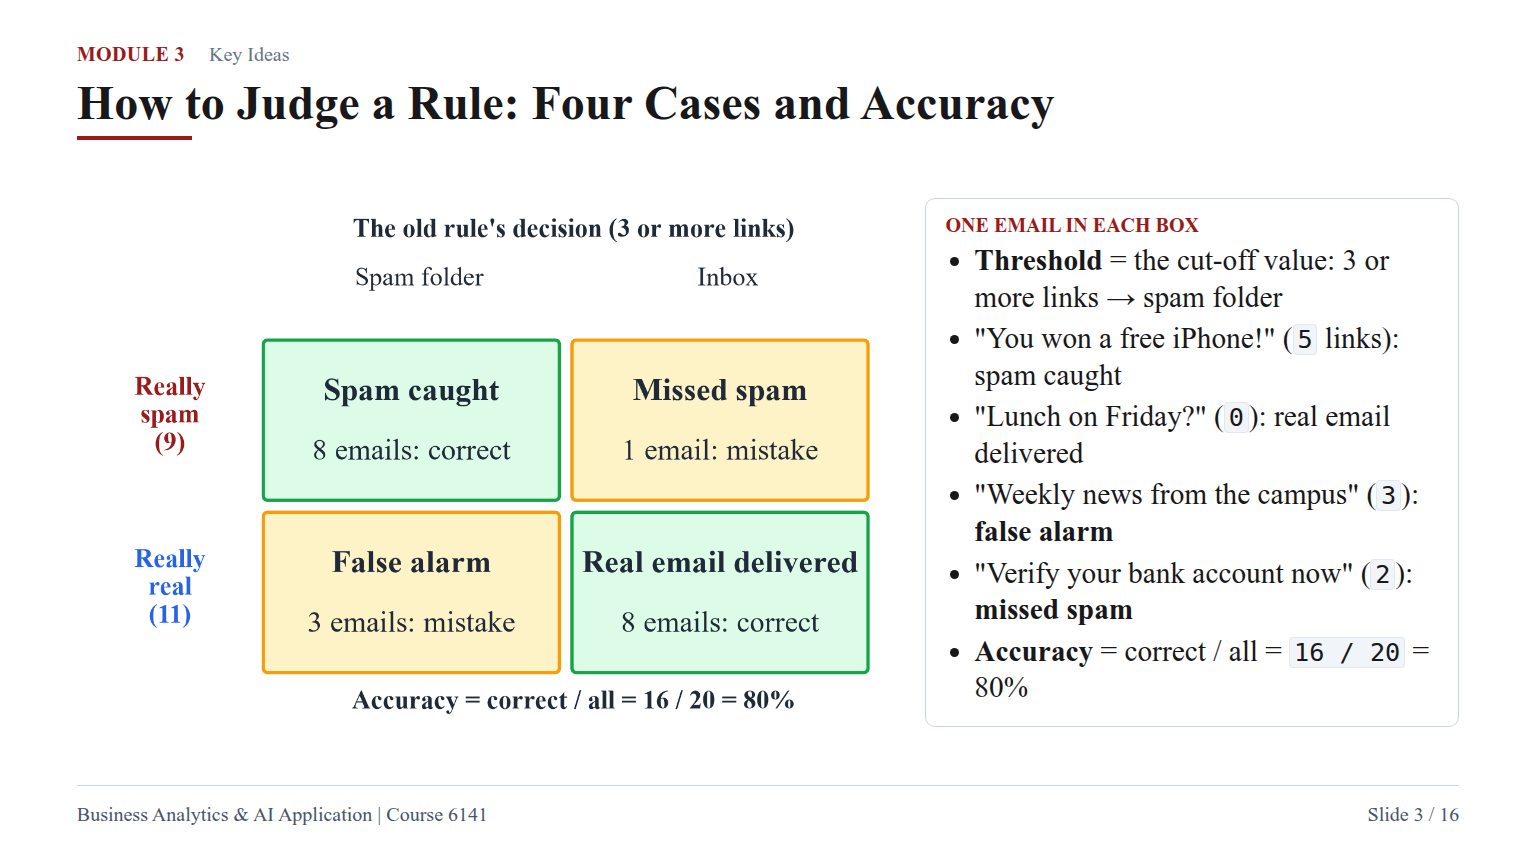 MODULE 3 Key Ideas
How to Judge a Rule: Four Cases and Accuracy
The old rule's decision (3 or more links)
Spam folder Inbox
Really
spam
(9)
Spam caught
8 emails: correct
Missed spam
1 email: mistake
Really
real
(11)
False alarm
3 emails: mistake
Real email delivered
8 emails: correct
Accuracy = correct / all = 16 / 20 = 80%
ONE EMAIL IN EACH BOX
• Threshold = the cut-off value: 3 or
more links → spam folder
• "You won a free iPhone!" (5 links):
spam caught
• "Lunch on Friday?" (0): real email
delivered
• "Weekly news from the campus" (3):
false alarm
• "Verify your bank account now" (2):
missed spam
• Accuracy = correct / all = 16 / 20 =
80%
Business Analytics & AI Application | Course 6141
Slide 3 / 16